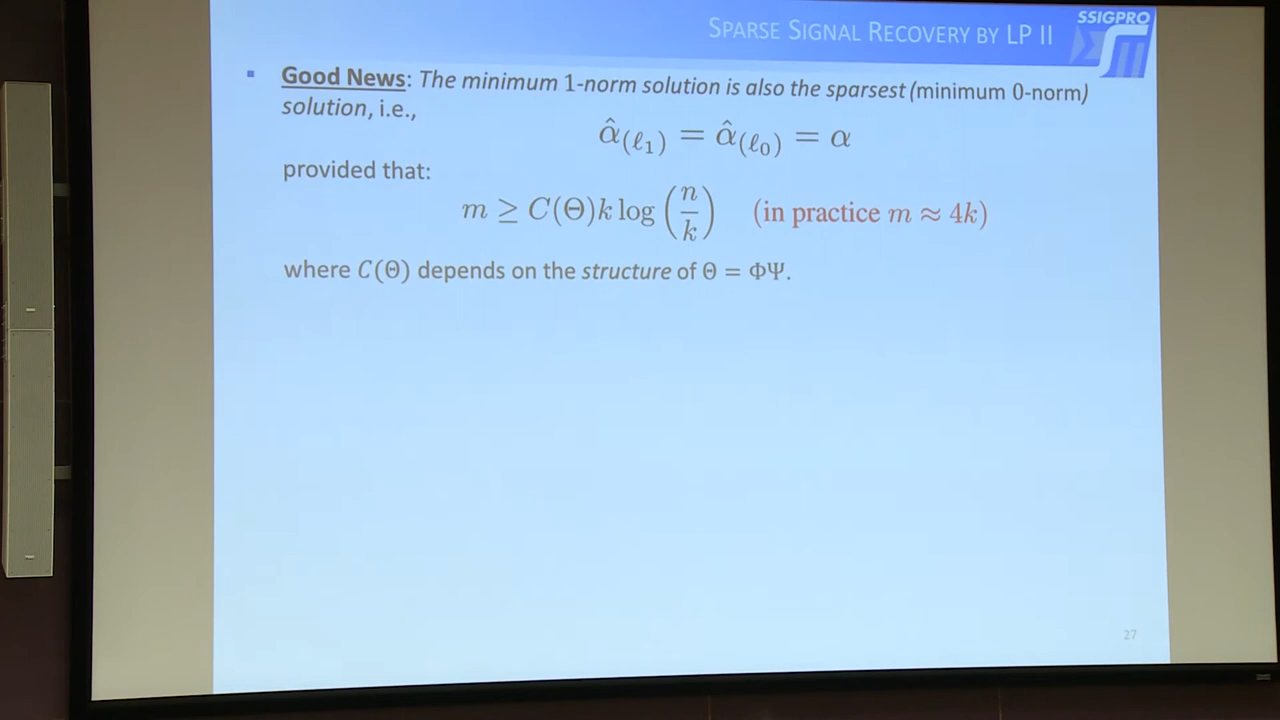 SPARSE SIGNAL RECOVERY BY LP II
SSIGPRO
▪ Good News: The minimum 1-norm solution is also the sparsest (minimum 0-norm)
solution, i.e.,
α̂(ℓ₁) = α̂(ℓ₀) = α
provided that:
m ≥ C(Θ)k log (n/k) (in practice m ≈ 4k)
where C(Θ) depends on the structure of Θ = ΦΨ.
27